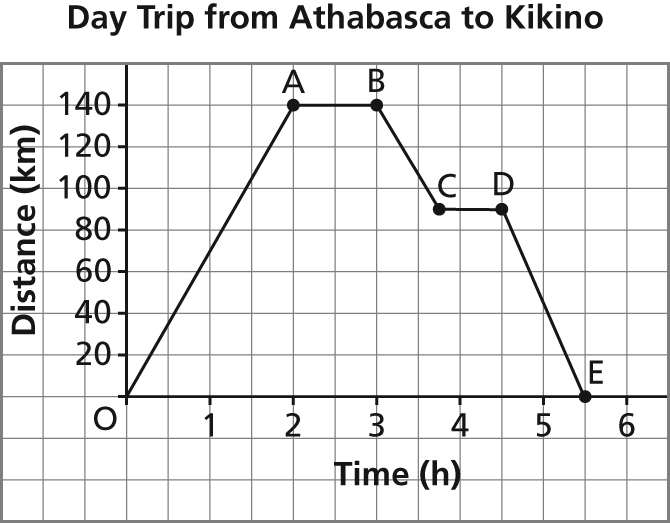 Day Trip from Athabasca to Kikino
A B
140
120
C D
100
80
60
40
20
E
O 1 2 3 4 5 6
Distance (km)
Time (h)